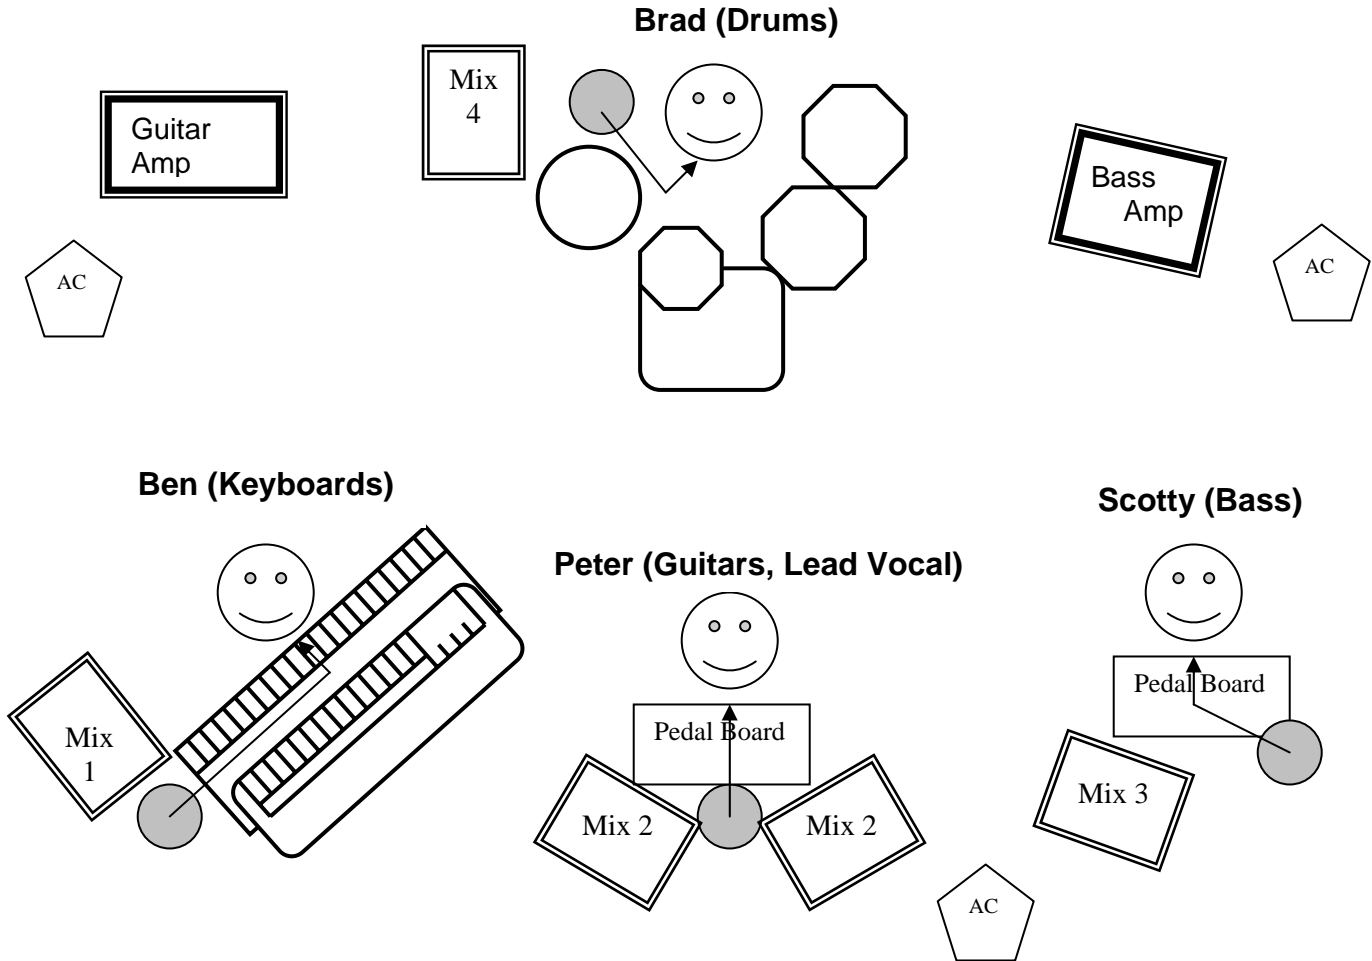 Brad (Drums)
Mix
4
Guitar
Amp
Bass
Amp
AC
AC
Ben (Keyboards)
Scotty (Bass)
Peter (Guitars, Lead Vocal)
Pedal Board
Pedal Board
Mix
1
Mix 2
Mix 2
Mix 3
AC